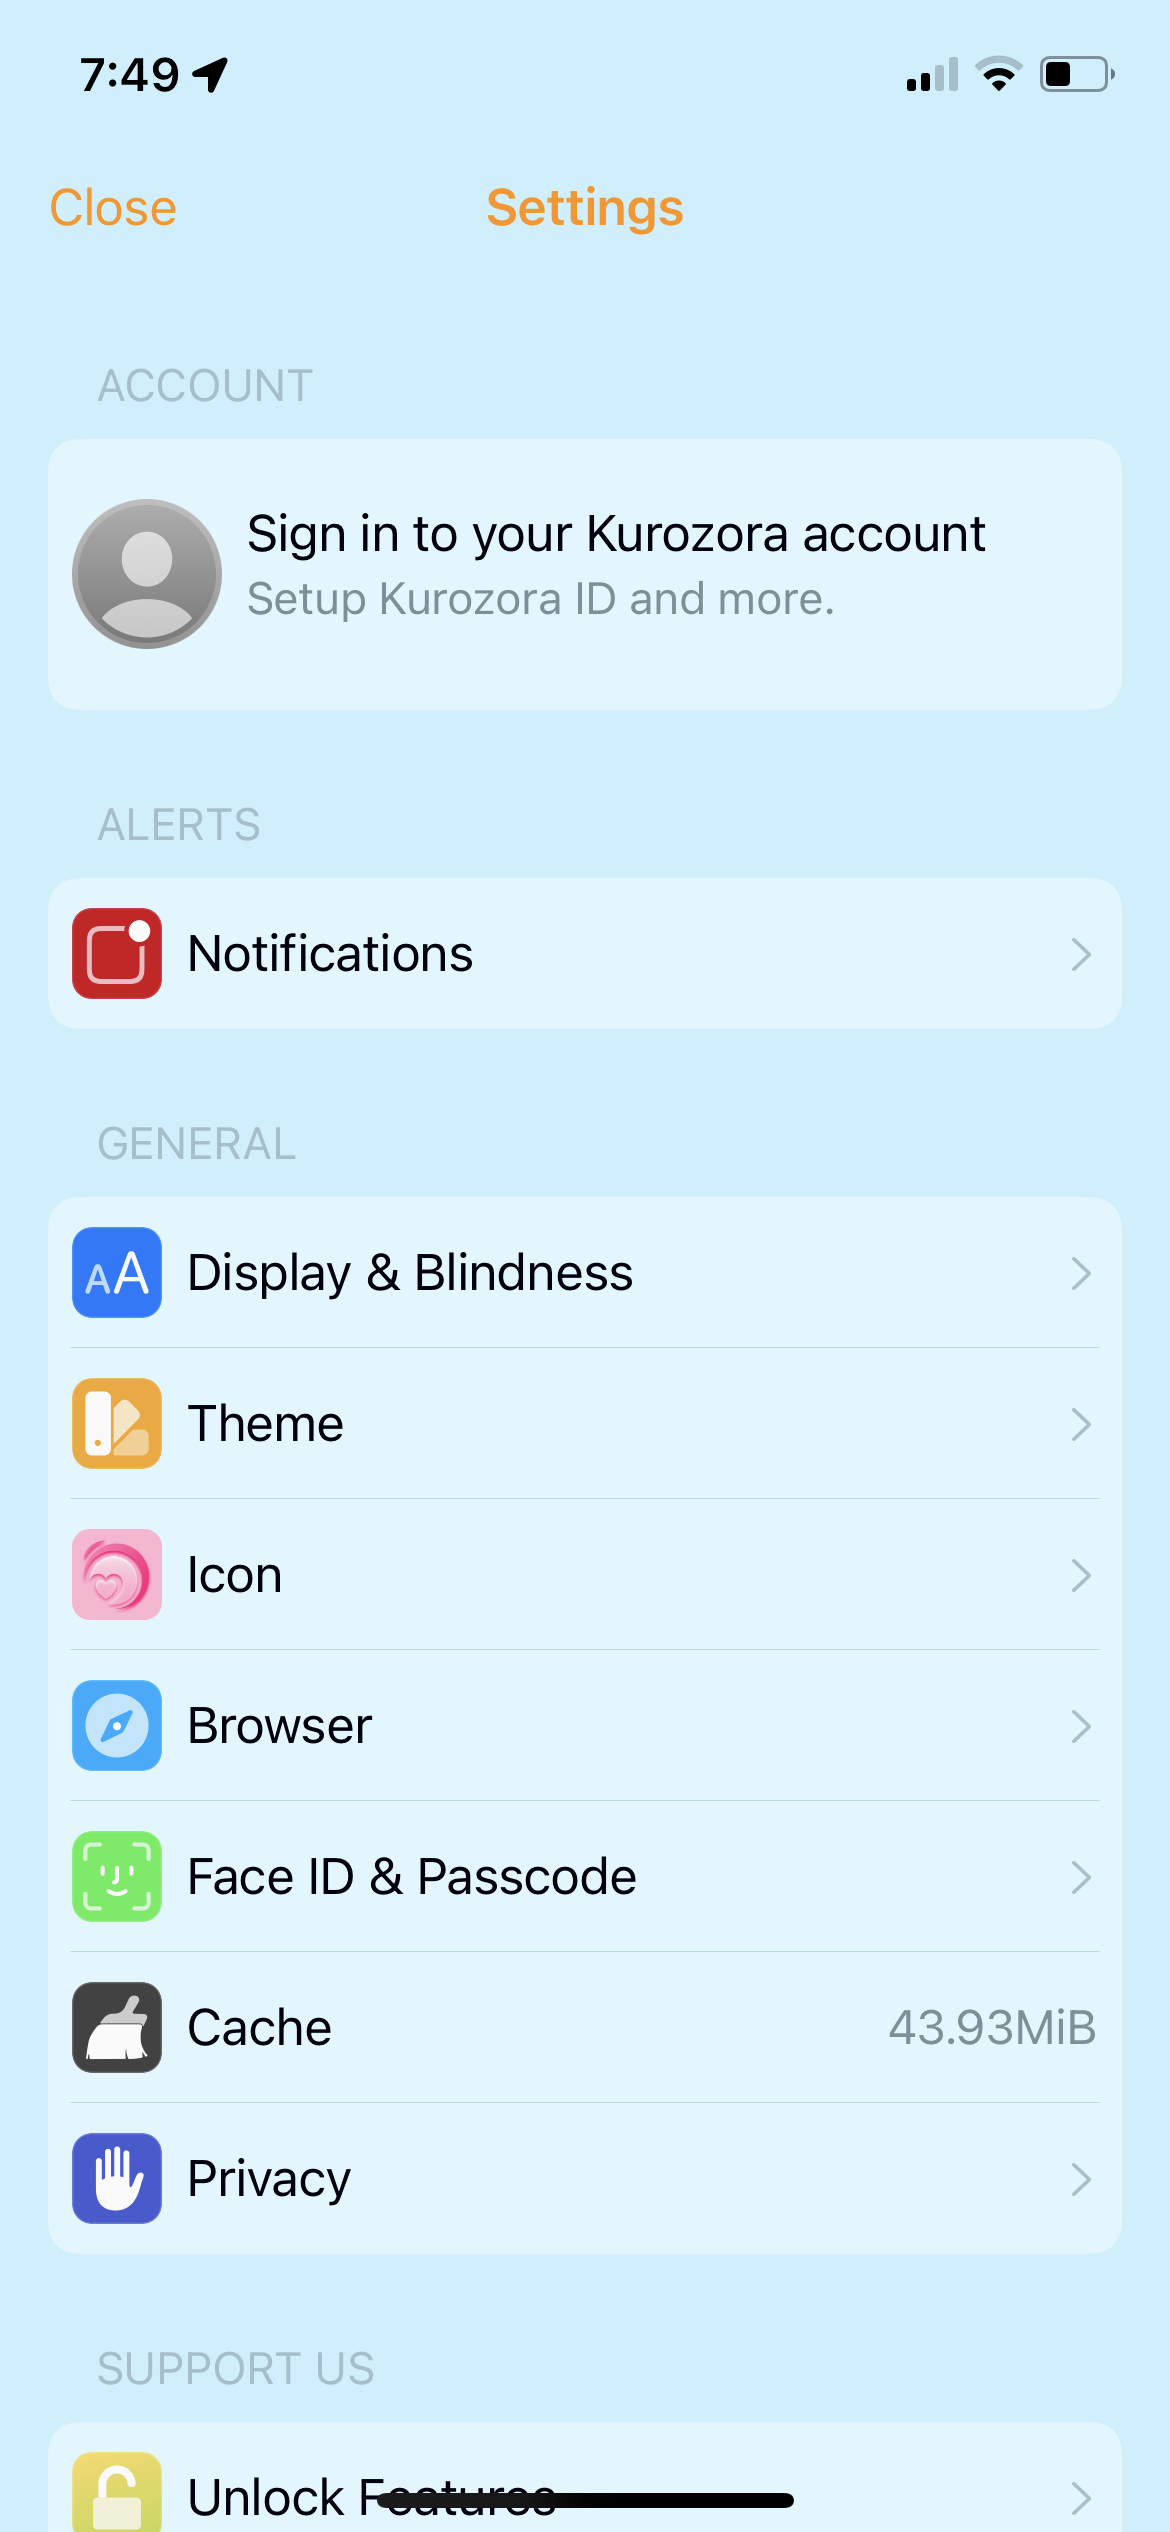 7:49
Close
Settings
ACCOUNT
Sign in to your Kurozora account
Setup Kurozora ID and more.
ALERTS
Notifications
GENERAL
AA
Display & Blindness
Theme
Icon
Browser
Face ID & Passcode
Cache
43.93MiB
Privacy
SUPPORT US
Unlock Features